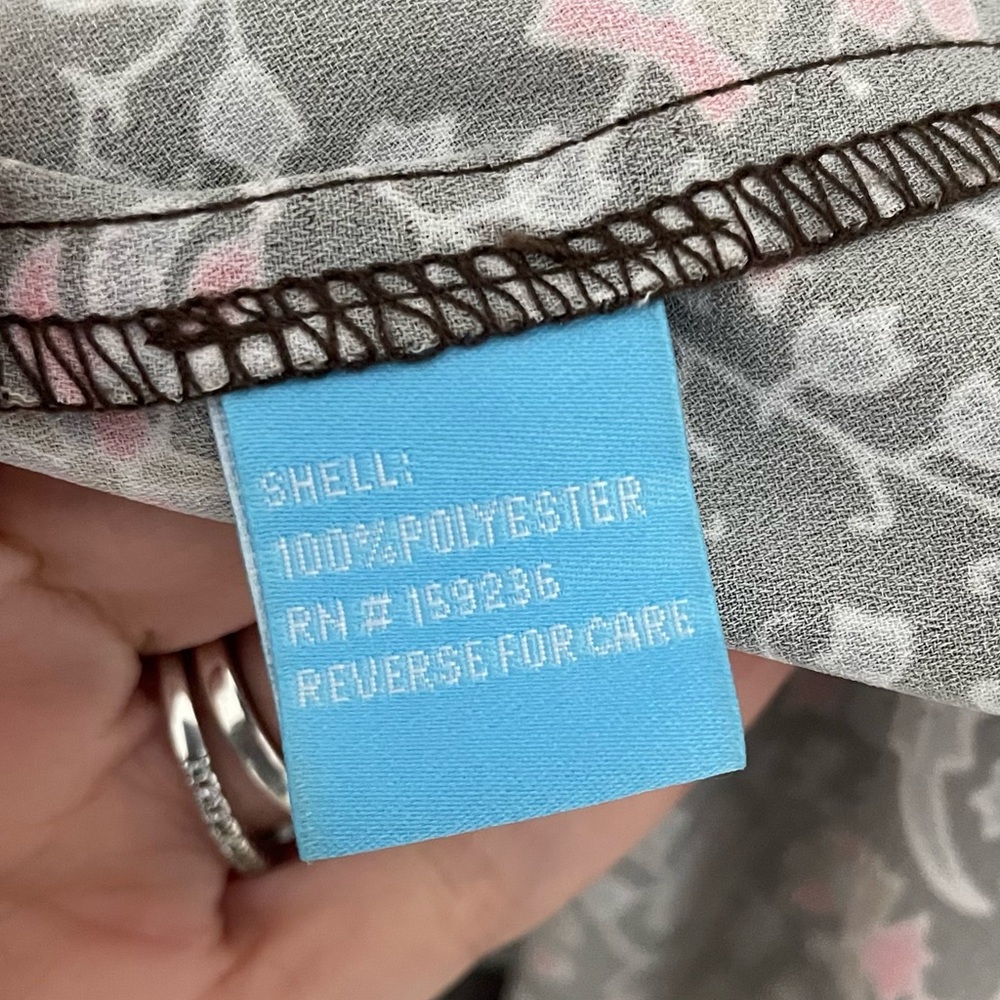 SHELL:
100%POLYESTER
RN # 159236
REVERSE FOR CARE